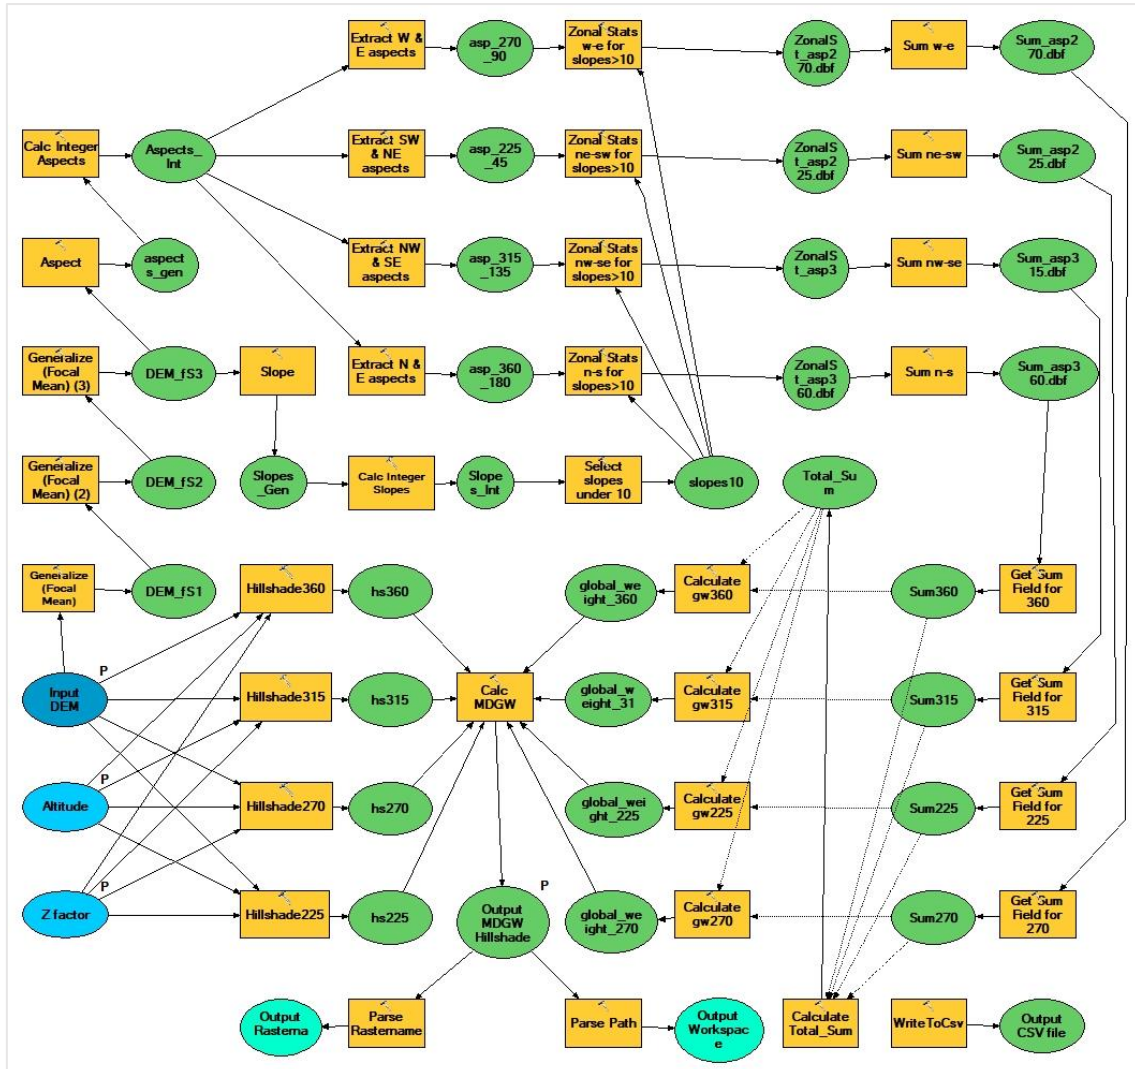 Extract W &
E aspects
asp_270
_90
Zonal Stats
w-e for
slopes>10
ZonalS
t_asp2
70.dbf
Sum w-e
Sum_asp2
70.dbf
Calc Integer
Aspects
Aspects_
Int
Extract SW
& NE
aspects
asp_225
_45
Zonal Stats
ne-sw for
slopes>10
ZonalS
t_asp2
25.dbf
Sum ne-sw
Sum_asp2
25.dbf
Aspect
aspect
s_gen
Extract NW
& SE
aspects
asp_315
_135
Zonal Stats
nw-se for
slopes>10
ZonalS
t_asp3
Sum nw-se
Sum_asp3
15.dbf
Generalize
(Focal
Mean) (3)
DEM_fS3
Slope
Extract N &
E aspects
asp_360
_180
Zonal Stats
n-s for
slopes>10
ZonalS
t_asp3
60.dbf
Sum n-s
Sum_asp3
60.dbf
Generalize
(Focal
Mean) (2)
DEM_fS2
Slopes
_Gen
Calc Integer
Slopes
Slope
s_Int
Select
slopes
under 10
slopes10
Total_Su
m
Generalize
(Focal
Mean)
DEM_fS1
Hillshade360
hs360
global_we
ight_360
Calculate
gw360
Sum360
Get Sum
Field for
360
P
Input
DEM
Hillshade315
hs315
Calc
MDGW
global_w
eight_31
Calculate
gw315
Sum315
Get Sum
Field for
315
P
Altitude
Hillshade270
hs270
global_wei
ght_225
Calculate
gw225
Sum225
Get Sum
Field for
225
P
Z factor
Hillshade225
hs225
P
Output
MDGW
Hillshade
global_we
ight_270
Calculate
gw270
Sum270
Get Sum
Field for
270
Output
Rasterna
Parse
Rastername
Parse Path
Output
Workspac
e
Calculate
Total_Sum
WriteToCsv
Output
CSV file